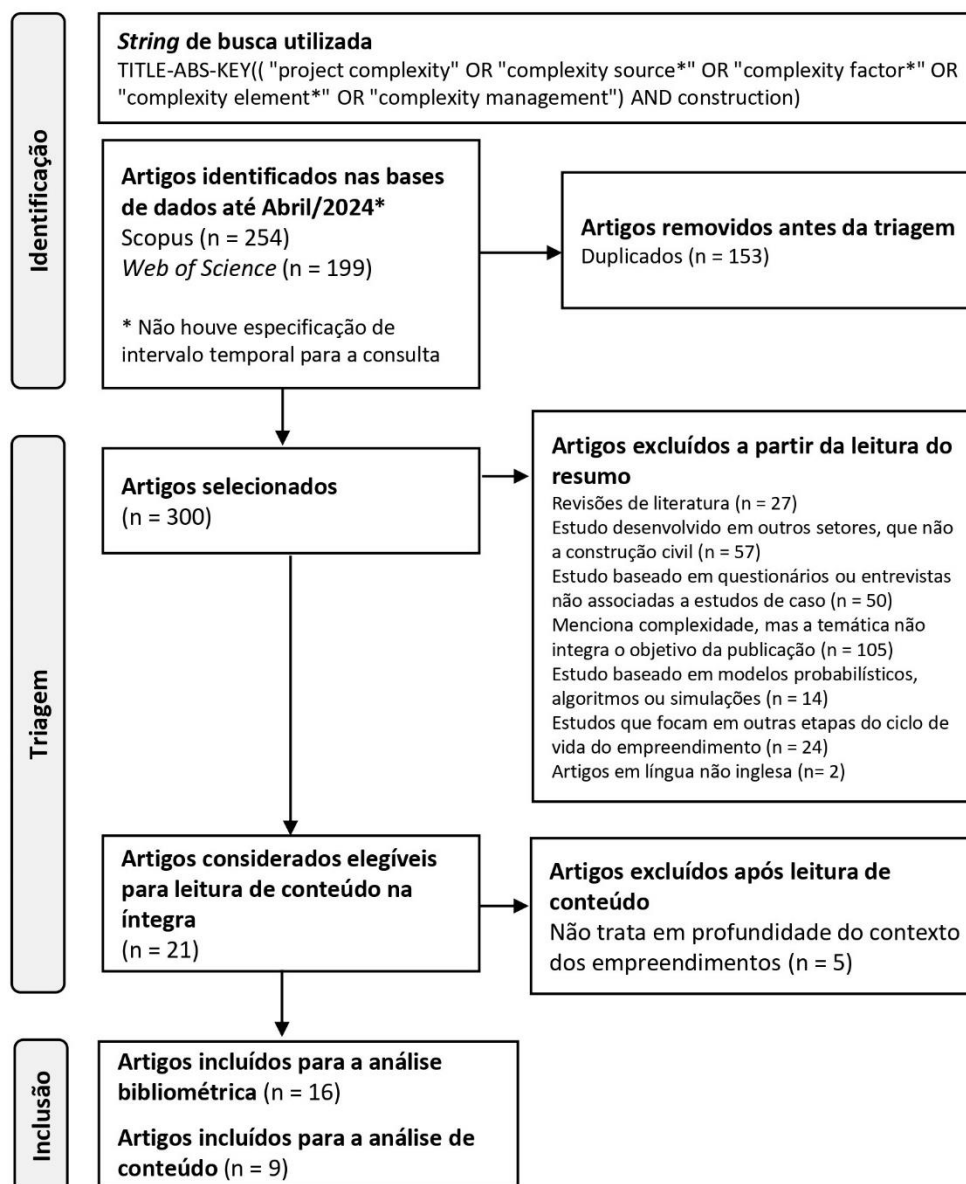 Identificação
String de busca utilizada
TITLE-ABS-KEY(( "project complexity" OR "complexity source*" OR "complexity factor*" OR
"complexity element*" OR "complexity management") AND construction)
Artigos identificados nas bases
de dados até Abril/2024*
Scopus (n = 254)
Web of Science (n = 199)
* Não houve especificação de
intervalo temporal para a consulta
Artigos removidos antes da triagem
Duplicados (n = 153)
Triagem
Artigos selecionados
(n = 300)
Artigos excluídos a partir da leitura do
resumo
Revisões de literatura (n = 27)
Estudo desenvolvido em outros setores, que não
a construção civil (n = 57)
Estudo baseado em questionários ou entrevistas
não associadas a estudos de caso (n = 50)
Menciona complexidade, mas a temática não
integra o objetivo da publicação (n = 105)
Estudo baseado em modelos probabilísticos,
algoritmos ou simulações (n = 14)
Estudos que focam em outras etapas do ciclo de
vida do empreendimento (n = 24)
Artigos em língua não inglesa (n= 2)
Artigos considerados elegíveis
para leitura de conteúdo na
íntegra
(n = 21)
Artigos excluídos após leitura de
conteúdo
Não trata em profundidade do contexto
dos empreendimentos (n = 5)
Inclusão
Artigos incluídos para a análise
bibliométrica (n = 16)
Artigos incluídos para a análise de
conteúdo (n = 9)